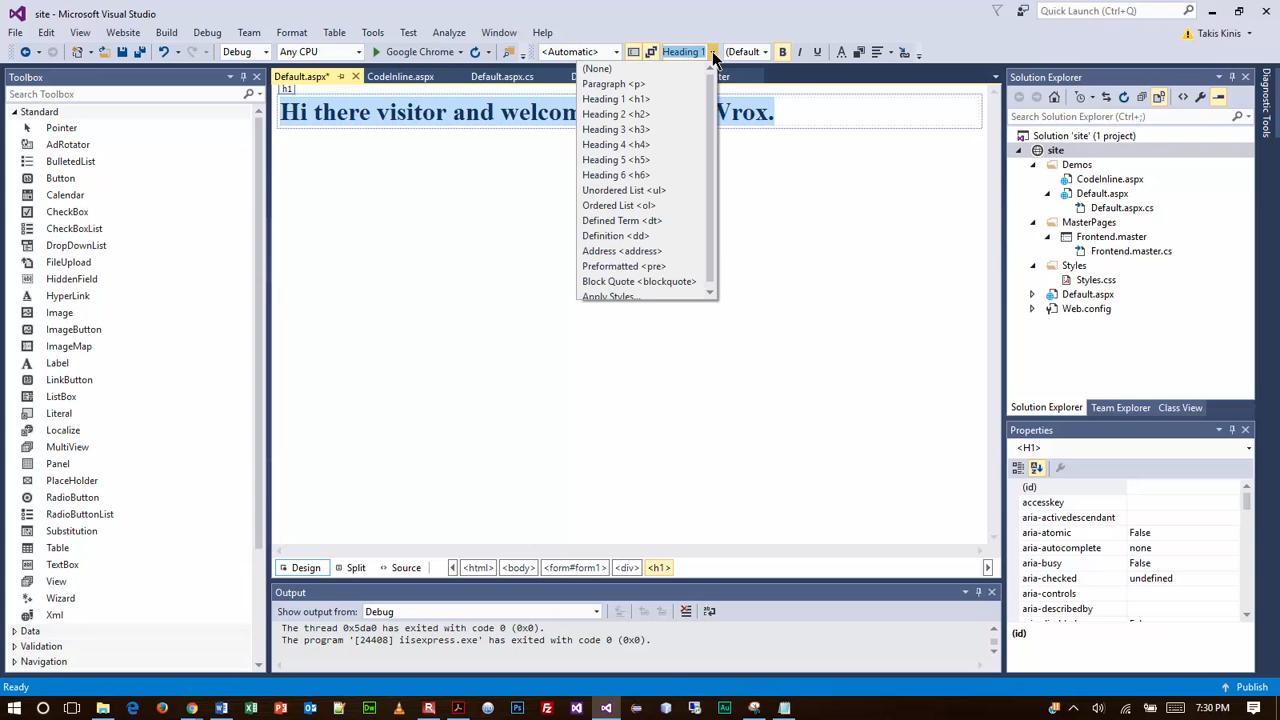 site - Microsoft Visual Studio
Quick Launch (Ctrl+Q)
File Edit View Website Build Debug Team Format Table Tools Test Analyze Window Help
Takis Kinis
Debug Any CPU Google Chrome <Automatic> Heading 1 (Default B I U A
Toolbox
Search Toolbox
Standard
Pointer
AdRotator
BulletedList
Button
Calendar
CheckBox
CheckBoxList
DropDownList
FileUpload
HiddenField
HyperLink
Image
ImageButton
ImageMap
Label
LinkButton
ListBox
Literal
Localize
MultiView
Panel
PlaceHolder
RadioButton
RadioButtonList
Substitution
Table
TextBox
View
Wizard
Xml
Data
Validation
Navigation
Default.aspx* CodeInline.aspx Default.aspx.cs
h1
Hi there visitor and welcom Wrox.
(None)
Paragraph <p>
Heading 1 <h1>
Heading 2 <h2>
Heading 3 <h3>
Heading 4 <h4>
Heading 5 <h5>
Heading 6 <h6>
Unordered List <ul>
Ordered List <ol>
Defined Term <dt>
Definition <dd>
Address <address>
Preformatted <pre>
Block Quote <blockquote>
Apply Styles...
Design Split Source <html> <body> <form#form1> <div> <h1>
Output
Show output from: Debug
The thread 0x5da0 has exited with code 0 (0x0).
The program '[24408] iisexpress.exe' has exited with code 0 (0x0).
Solution Explorer
Search Solution Explorer (Ctrl+;)
Solution 'site' (1 project)
site
Demos
CodeInline.aspx
Default.aspx
Default.aspx.cs
MasterPages
Frontend.master
Frontend.master.cs
Styles
Styles.css
Default.aspx
Web.config
Solution Explorer Team Explorer Class View
Properties
<H1>
(id)
accesskey
aria-activedescendant
aria-atomic False
aria-autocomplete none
aria-busy False
aria-checked undefined
aria-controls
aria-describedby
(id)
Diagnostic Tools
Ready
Publish
7:30 PM